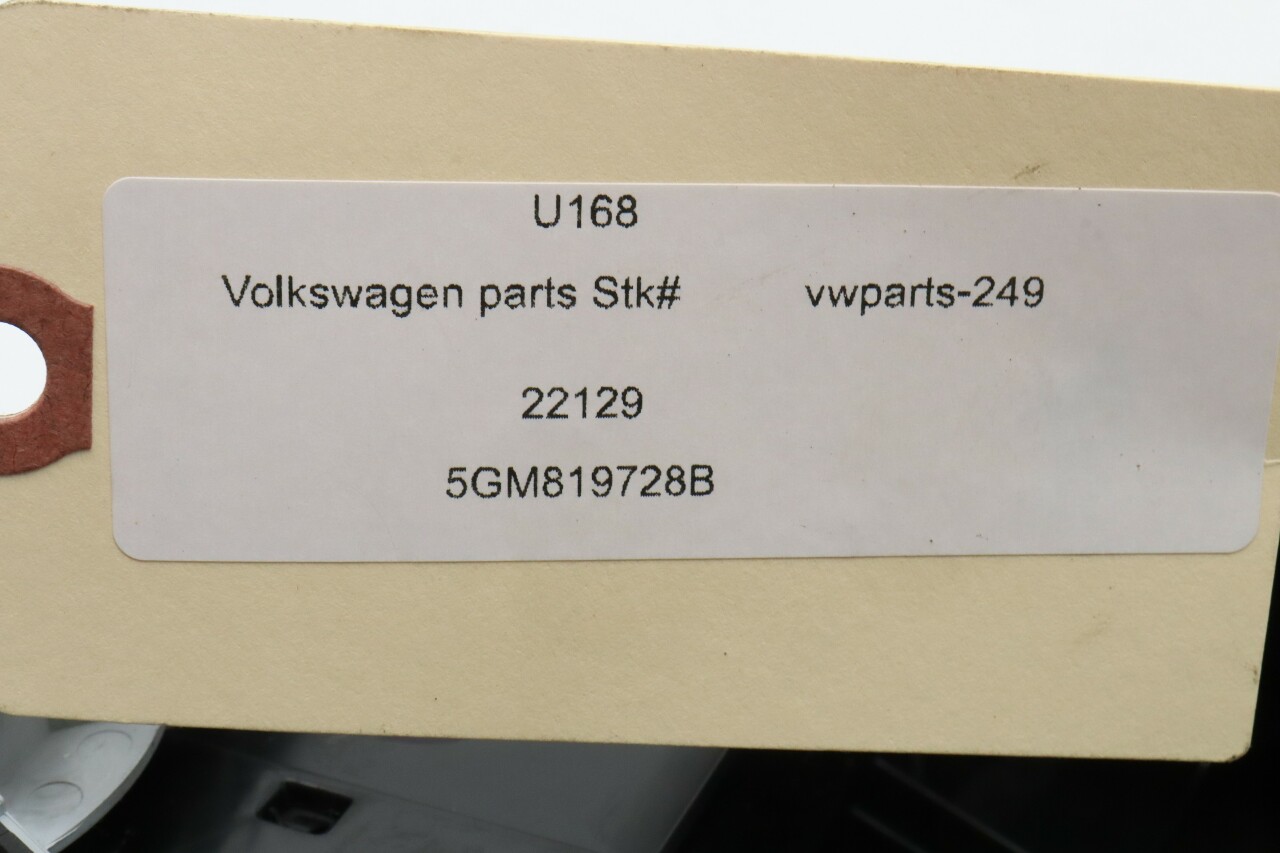 U168
Volkswagen parts Stk# vwparts-249
22129
5GM819728B